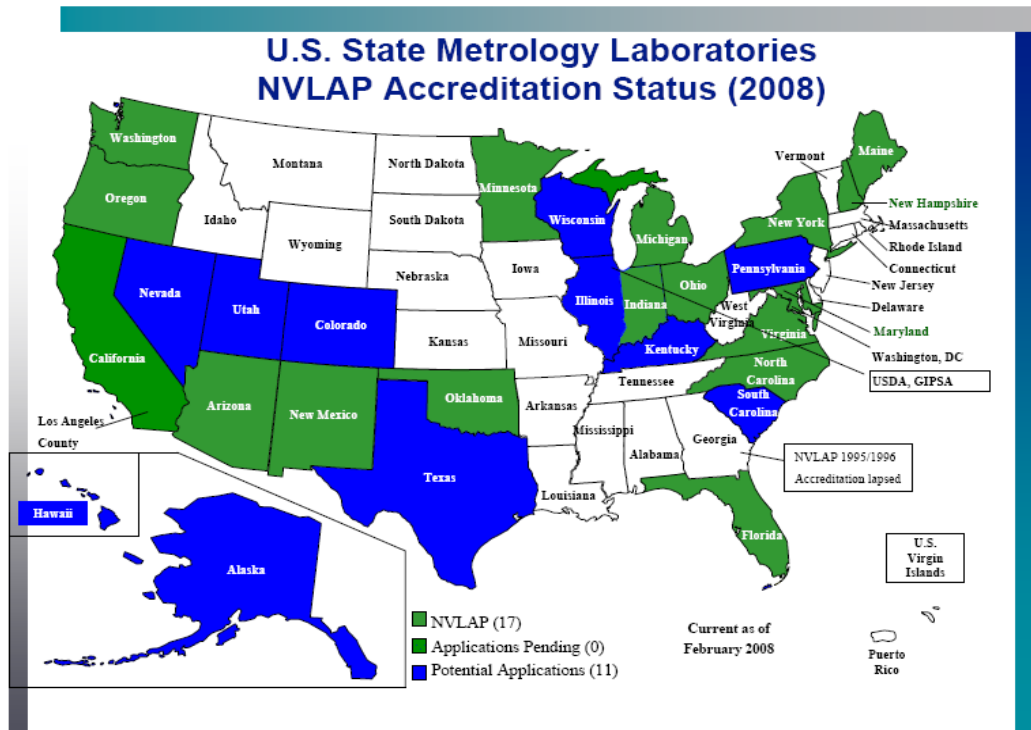 U.S. State Metrology Laboratories
NVLAP Accreditation Status (2008)
Washington
Oregon
California
Los Angeles
County
Nevada
Idaho
Montana
Wyoming
Utah
Colorado
Arizona
New Mexico
North Dakota
South Dakota
Nebraska
Kansas
Oklahoma
Texas
Minnesota
Iowa
Missouri
Arkansas
Louisiana
Wisconsin
Illinois
Michigan
Indiana
Ohio
Kentucky
Tennessee
Mississippi
Alabama
Georgia
Florida
South
Carolina
North
Carolina
Virginia
West
Virginia
Pennsylvania
New York
Vermont
Maine
New Hampshire
Massachusetts
Rhode Island
Connecticut
New Jersey
Delaware
Maryland
Washington, DC
USDA, GIPSA
NVLAP 1995/1996
Accreditation lapsed
Hawaii
Alaska
U.S.
Virgin
Islands
Puerto
Rico
NVLAP (17)
Applications Pending (0)
Potential Applications (11)
Current as of
February 2008